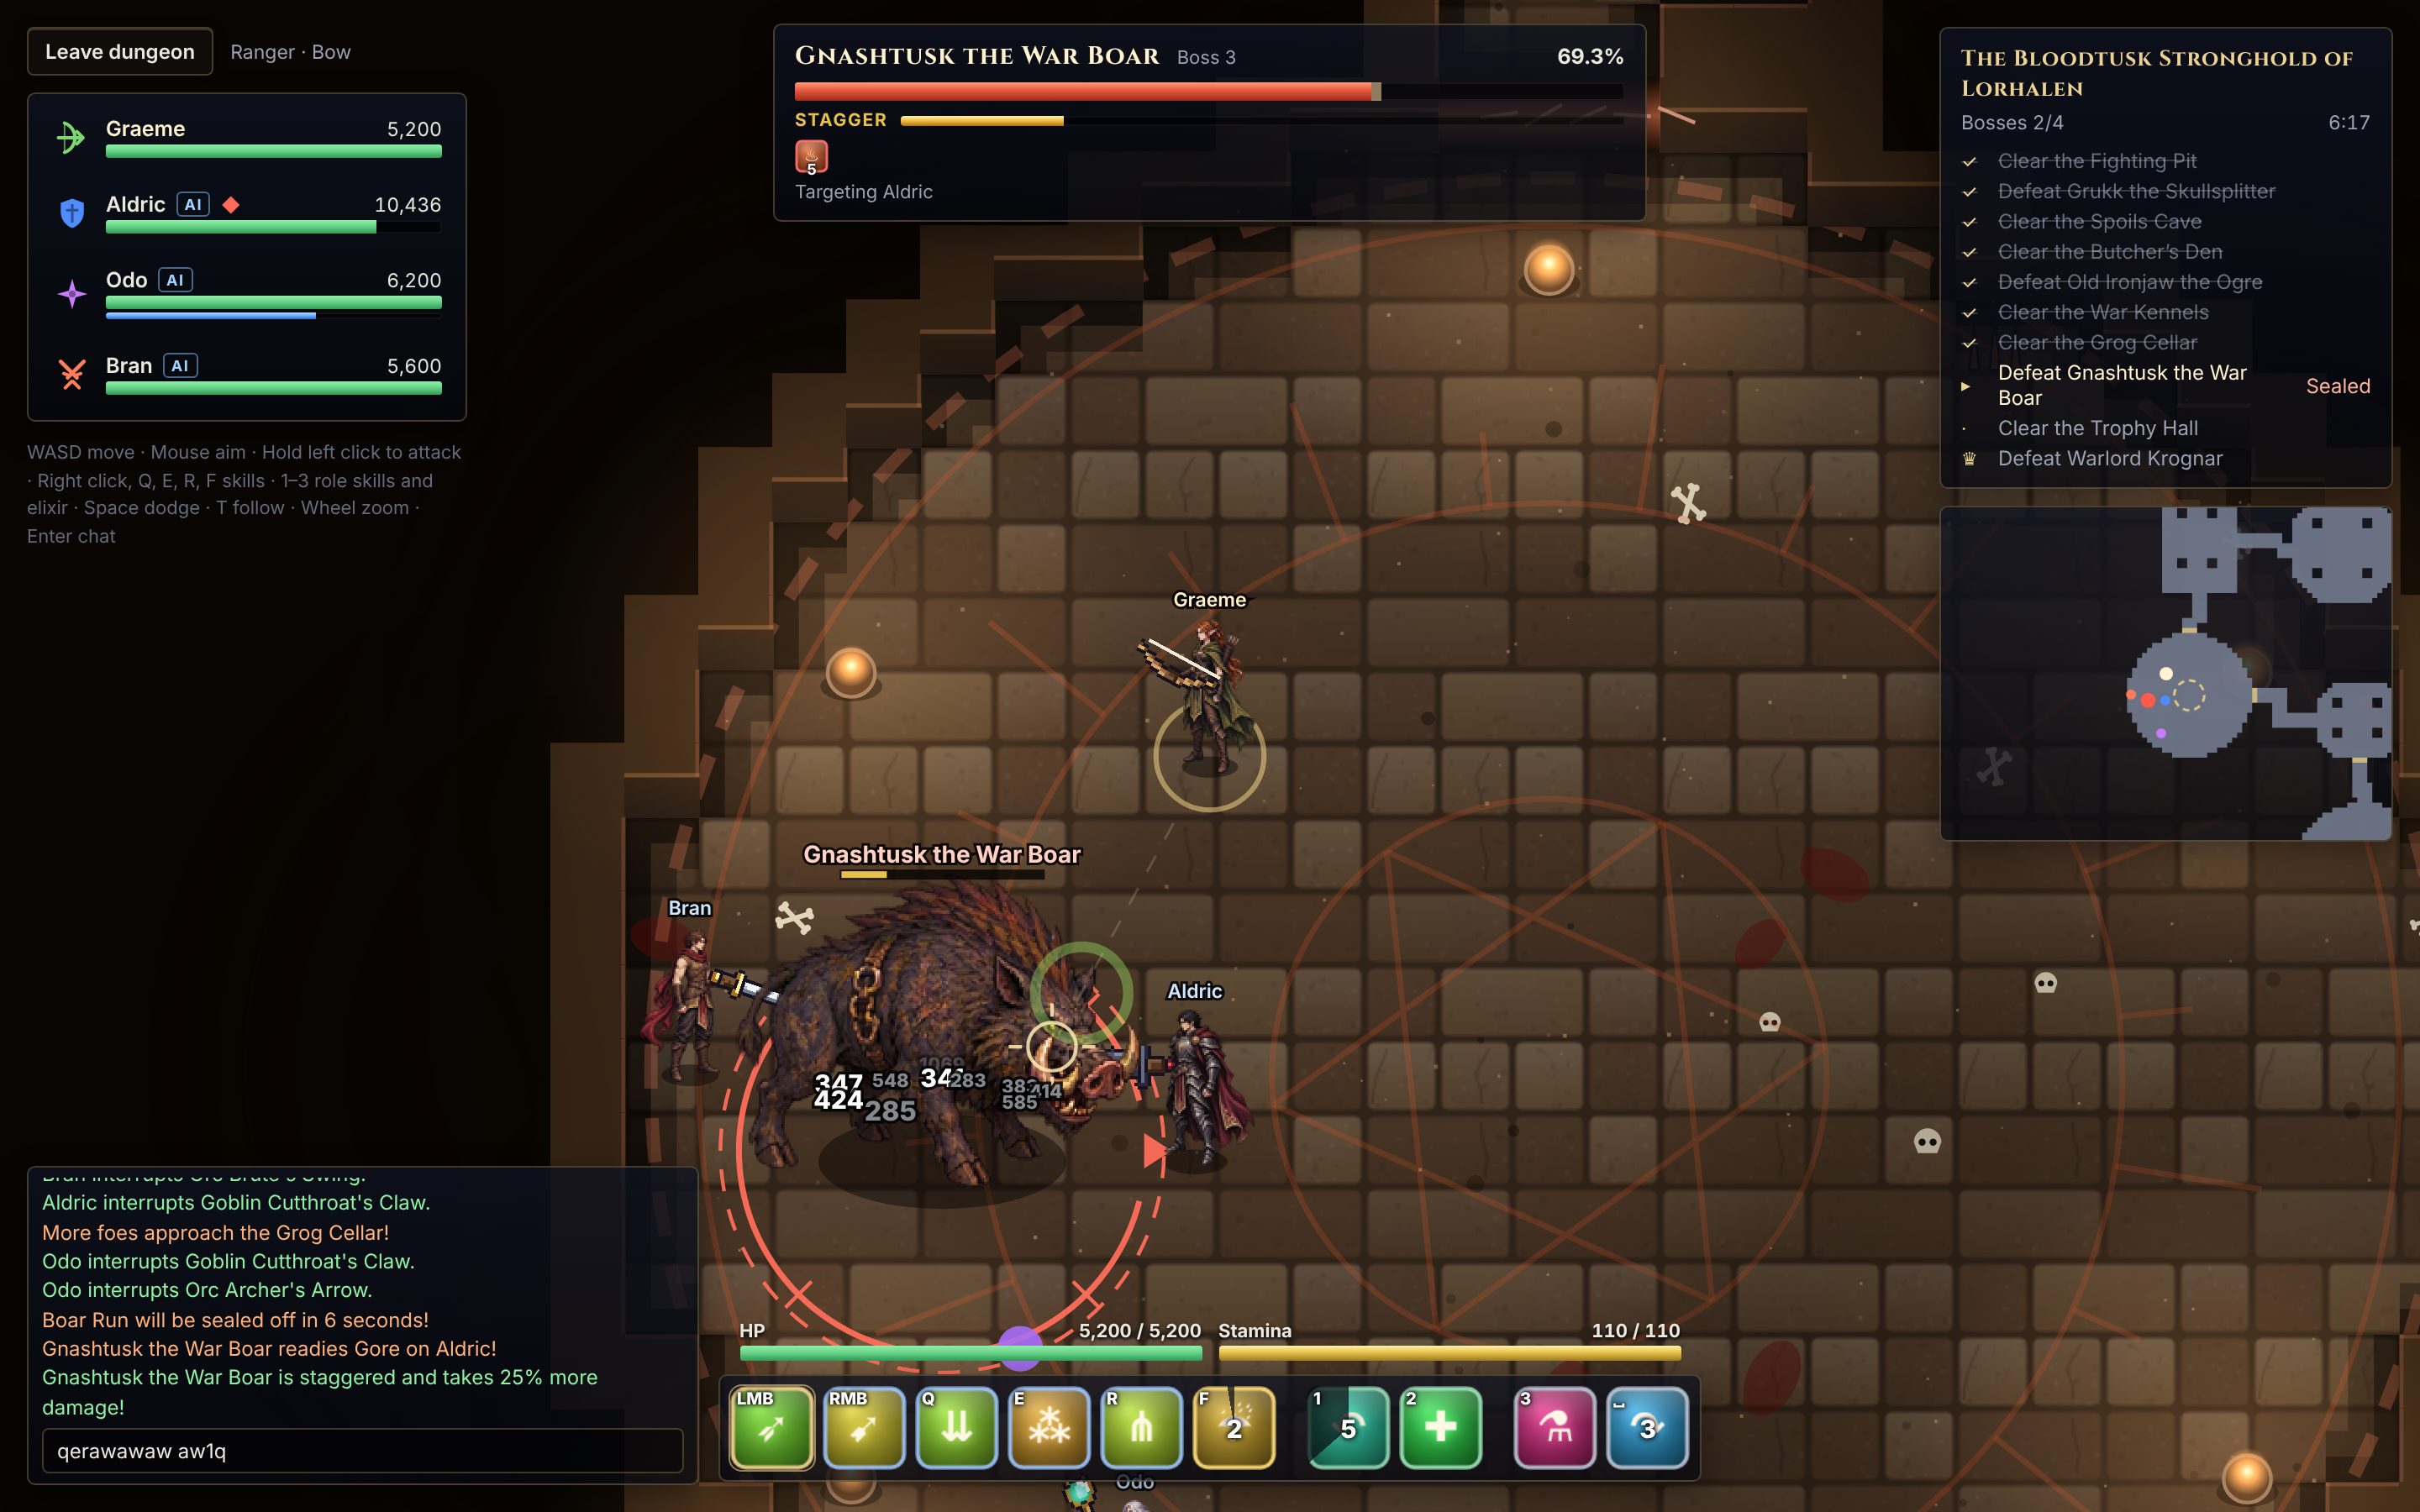 Leave dungeon
Ranger · Bow
Graeme 5,200
Aldric AI 10,436
Odo AI 6,200
Bran AI 5,600
WASD move · Mouse aim · Hold left click to attack
· Right click, Q, E, R, F skills · 1–3 role skills and
elixir · Space dodge · T follow · Wheel zoom ·
Enter chat
Gnashtusk the War Boar Boss 3 69.3%
STAGGER
5
Targeting Aldric
The Bloodtusk Stronghold of
Lorhalen
Bosses 2/4 6:17
Clear the Fighting Pit
Defeat Grukk the Skullsplitter
Clear the Spoils Cave
Clear the Butcher's Den
Defeat Old Ironjaw the Ogre
Clear the War Kennels
Clear the Grog Cellar
Defeat Gnashtusk the War
Boar
Sealed
Clear the Trophy Hall
Defeat Warlord Krognar
Graeme
Gnashtusk the War Boar
Bran
Aldric
347 548 283
424 285
585
Bran interrupts Orc Brute's Swing.
Aldric interrupts Goblin Cutthroat's Claw.
More foes approach the Grog Cellar!
Odo interrupts Goblin Cutthroat's Claw.
Odo interrupts Orc Archer's Arrow.
Boar Run will be sealed off in 6 seconds!
Gnashtusk the War Boar readies Gore on Aldric!
Gnashtusk the War Boar is staggered and takes 25% more
damage!
qerawawaw aw1q
HP 5,200 / 5,200 Stamina 110 / 110
LMB RMB Q E R F 2 1 5 2 3 3
Odo